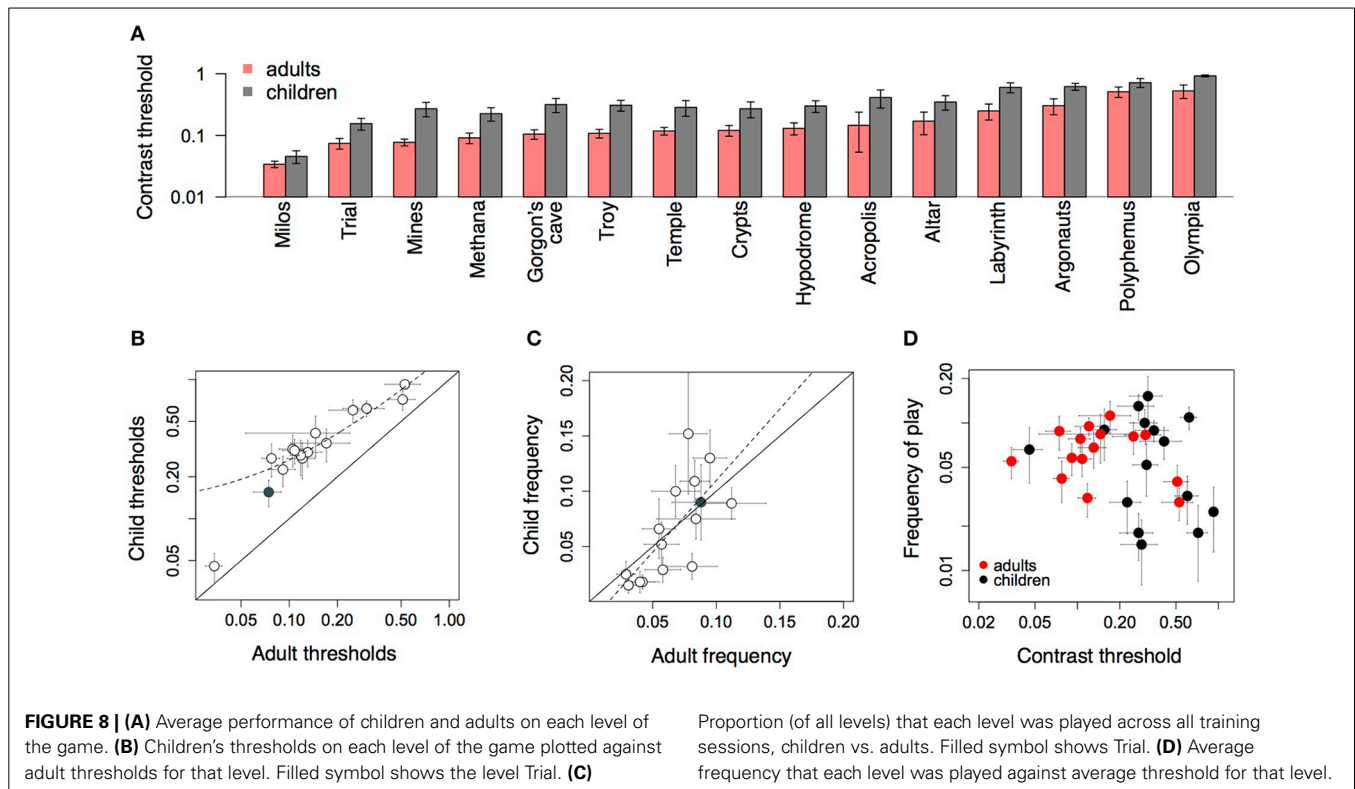 A
Contrast threshold
1
0.1
0.01
adults
children
Milos
Trial
Mines
Methana
Gorgon's
cave
Troy
Temple
Crypts
Hypodrome
Acropolis
Altar
Labyrinth
Argonauts
Polyphemus
Olympia
B
Child thresholds
0.50
0.20
0.05
0.05 0.10 0.20 0.50 1.00
Adult thresholds
C
Child frequency
0.20
0.15
0.10
0.05
0.05 0.10 0.15 0.20
Adult frequency
D
Frequency of play
0.20
0.05
0.01
adults
children
0.02 0.05 0.20 0.50
Contrast threshold
FIGURE 8 | (A) Average performance of children and adults on each level of
the game. (B) Children's thresholds on each level of the game plotted against
adult thresholds for that level. Filled symbol shows the level Trial. (C)
Proportion (of all levels) that each level was played across all training
sessions, children vs. adults. Filled symbol shows Trial. (D) Average
frequency that each level was played against average threshold for that level.